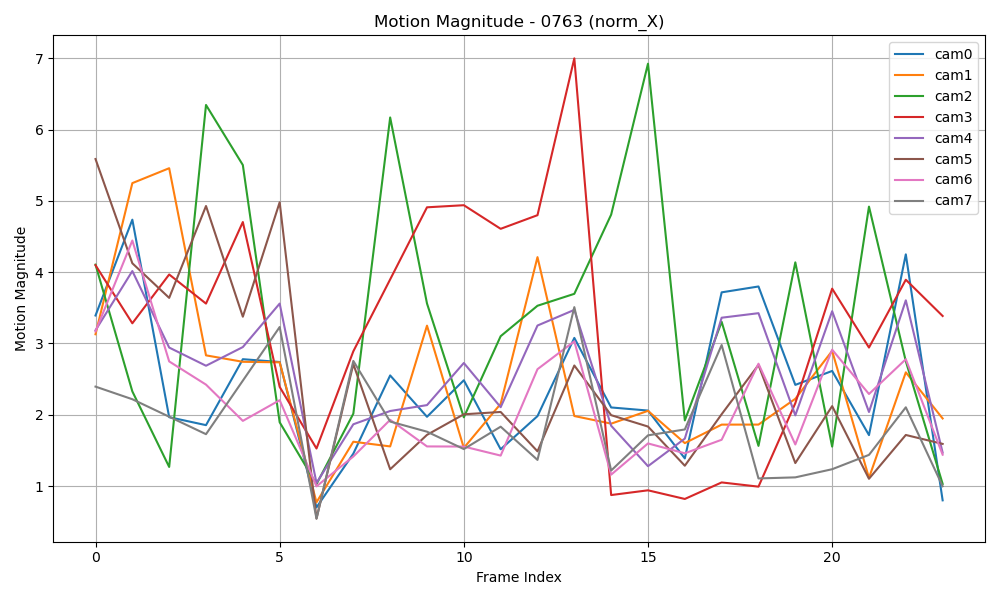 Motion Magnitude - 0763 (norm_X)
Motion Magnitude
7
6
5
4
3
2
1
0
5
10
15
20
Frame Index
cam0
cam1
cam2
cam3
cam4
cam5
cam6
cam7